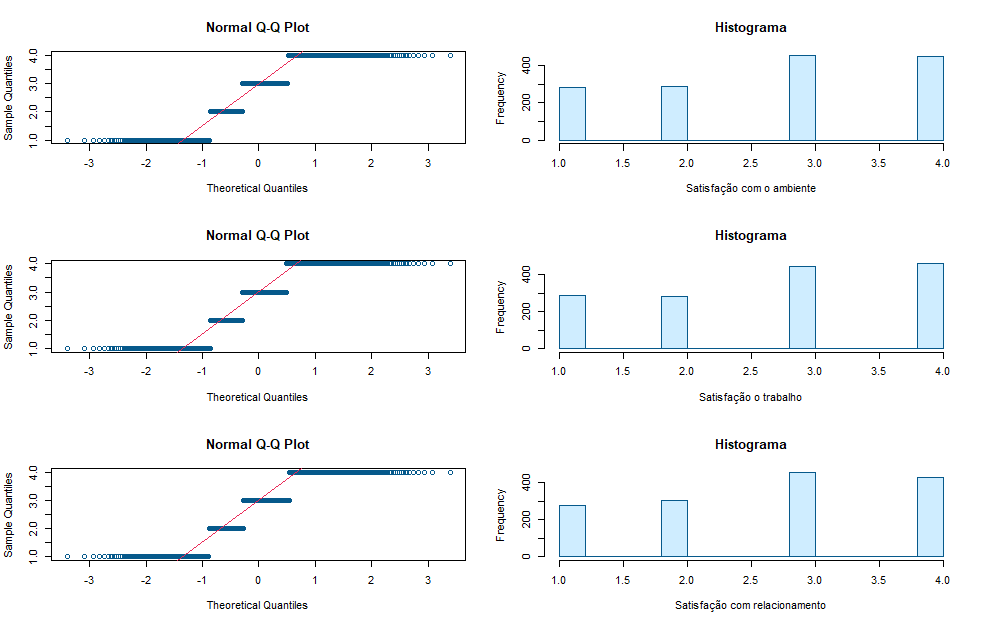 Normal Q-Q Plot
Sample Quantiles
1.0 2.0 3.0 4.0
-3 -2 -1 0 1 2 3
Theoretical Quantiles
Histograma
Frequency
0 200 400
1.0 1.5 2.0 2.5 3.0 3.5 4.0
Satisfação com o ambiente
Normal Q-Q Plot
Sample Quantiles
1.0 2.0 3.0 4.0
-3 -2 -1 0 1 2 3
Theoretical Quantiles
Histograma
Frequency
0 200 400
1.0 1.5 2.0 2.5 3.0 3.5 4.0
Satisfação o trabalho
Normal Q-Q Plot
Sample Quantiles
1.0 2.0 3.0 4.0
-3 -2 -1 0 1 2 3
Theoretical Quantiles
Histograma
Frequency
0 200 400
1.0 1.5 2.0 2.5 3.0 3.5 4.0
Satisfação com relacionamento